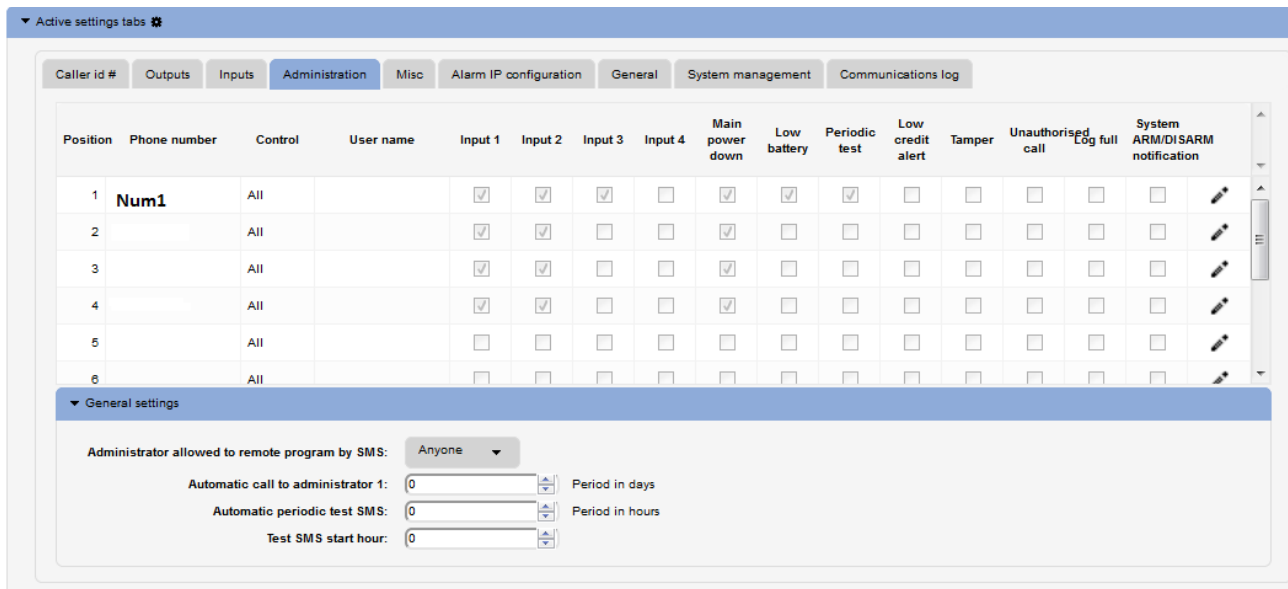 Active settings tabs
Caller id # Outputs Inputs Administration Misc Alarm IP configuration General System management Communications log
Position Phone number Control User name Input 1 Input 2 Input 3 Input 4 Main power down Low battery Periodic test Low credit alert Tamper Unauthorised call Log full System ARM/DISARM notification
1 Num1 All
2 All
3 All
4 All
5 All
6 All
General settings
Administrator allowed to remote program by SMS: Anyone
Automatic call to administrator 1: 0 Period in days
Automatic periodic test SMS: 0 Period in hours
Test SMS start hour: 0